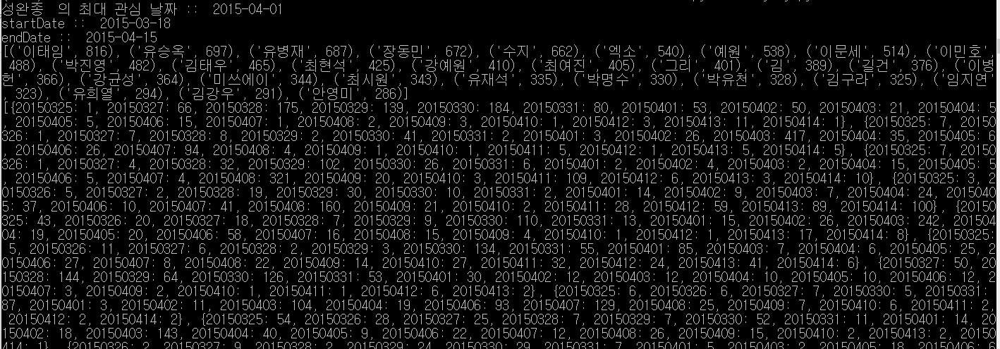 성완종  의 최대 관심 날짜 ::  2015-04-01
startDate ::  2015-03-18
endDate ::  2015-04-15
[('이태임', 816), ('유승옥', 697), ('유병재', 687), ('장동민', 672), ('수지', 662), ('엑소', 540), ('예원', 538), ('이문세', 514), ('이민호',
 488), ('박진영', 482), ('김태우', 465), ('최현석', 425), ('강예원', 410), ('최여진', 405), ('그리', 401), ('김', 389), ('길건', 376), ('이병
헌', 366), ('강균성', 364), ('미쓰에이', 344), ('최시원', 343), ('유재석', 335), ('박명수', 330), ('박유천', 328), ('김구라', 325), ('임지연'
, 323), ('유희열', 294), ('김강우', 291), ('안영미', 286)]
[{20150325: 1, 20150327: 66, 20150328: 175, 20150329: 139, 20150330: 184, 20150331: 80, 20150401: 53, 20150402: 50, 20150403: 21, 20150404: 5
, 20150405: 5, 20150406: 15, 20150407: 1, 20150408: 2, 20150409: 3, 20150410: 1, 20150412: 3, 20150413: 11, 20150414: 1}, {20150325: 7, 20150
326: 1, 20150327: 7, 20150328: 8, 20150329: 2, 20150330: 41, 20150331: 2, 20150401: 3, 20150402: 26, 20150403: 417, 20150404: 35, 20150405: 6
, 20150406: 26, 20150407: 94, 20150408: 4, 20150409: 1, 20150410: 1, 20150411: 5, 20150412: 1, 20150413: 5, 20150414: 5}, {20150325: 7, 20150
326: 1, 20150327: 4, 20150328: 32, 20150329: 102, 20150330: 26, 20150331: 6, 20150401: 2, 20150402: 4, 20150403: 2, 20150404: 15, 20150405: 5
, 20150406: 5, 20150407: 4, 20150408: 321, 20150409: 20, 20150410: 3, 20150411: 109, 20150412: 6, 20150413: 3, 20150414: 10}, {20150325: 3, 2
0150326: 5, 20150327: 2, 20150328: 19, 20150329: 30, 20150330: 10, 20150331: 2, 20150401: 14, 20150402: 9, 20150403: 7, 20150404: 24, 2015040
5: 37, 20150406: 10, 20150407: 41, 20150408: 160, 20150409: 21, 20150410: 2, 20150411: 28, 20150412: 59, 20150413: 89, 20150414: 100}, {20150
325: 43, 20150326: 20, 20150327: 18, 20150328: 7, 20150329: 9, 20150330: 110, 20150331: 13, 20150401: 15, 20150402: 26, 20150403: 242, 201504
04: 19, 20150405: 20, 20150406: 58, 20150407: 16, 20150408: 15, 20150409: 4, 20150410: 1, 20150412: 1, 20150413: 17, 20150414: 8}, {20150325:
 5, 20150326: 11, 20150327: 6, 20150328: 2, 20150329: 3, 20150330: 134, 20150331: 55, 20150401: 85, 20150403: 7, 20150404: 6, 20150405: 25, 2
0150406: 27, 20150407: 8, 20150408: 22, 20150409: 14, 20150410: 27, 20150411: 32, 20150412: 24, 20150413: 41, 20150414: 6}, {20150327: 50, 20
150328: 144, 20150329: 64, 20150330: 126, 20150331: 53, 20150401: 30, 20150402: 12, 20150403: 12, 20150404: 10, 20150405: 10, 20150406: 12, 2
0150407: 3, 20150409: 2, 20150410: 1, 20150411: 1, 20150412: 6, 20150413: 2}, {20150325: 6, 20150326: 6, 20150327: 7, 20150330: 5, 20150331:
87, 20150401: 3, 20150402: 11, 20150403: 104, 20150404: 19, 20150406: 93, 20150407: 129, 20150408: 25, 20150409: 7, 20150410: 6, 20150411: 2,
 20150412: 2, 20150414: 2}, {20150325: 54, 20150326: 28, 20150327: 25, 20150328: 7, 20150329: 7, 20150330: 52, 20150331: 11, 20150401: 14, 20
150402: 18, 20150403: 143, 20150404: 40, 20150405: 9, 20150406: 22, 20150407: 12, 20150408: 26, 20150409: 15, 20150410: 2, 20150413: 2, 20150